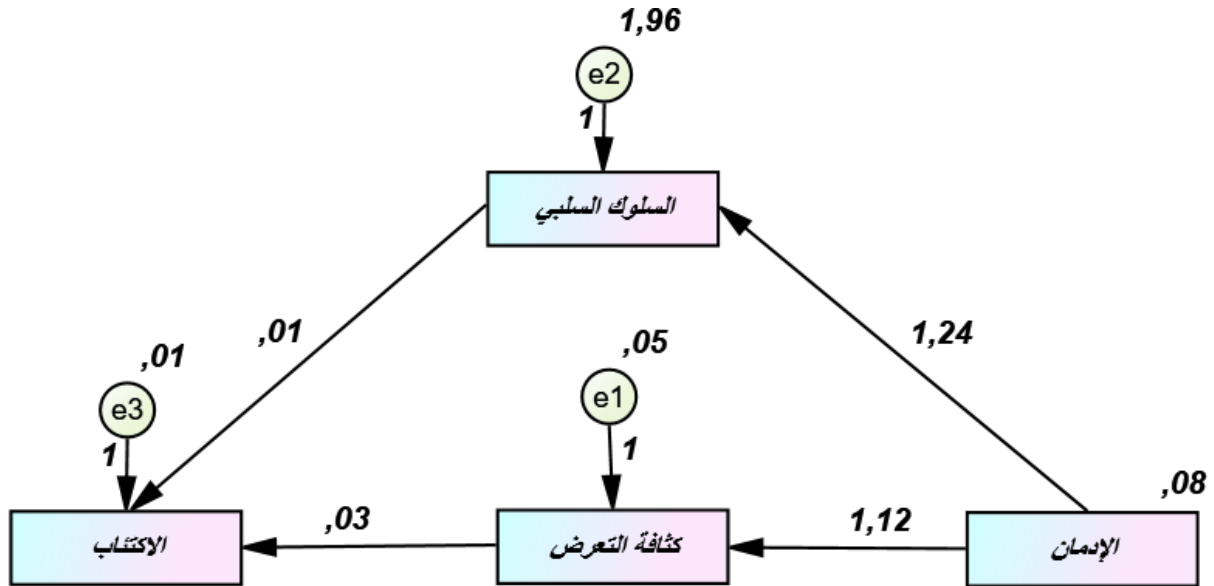 1,96
e2
1
السلوك السلبي
,01
1,24
,01
e3
1
,05
e1
1
,08
الاكتئاب
,03
كثافة التعرض
1,12
الإدمان